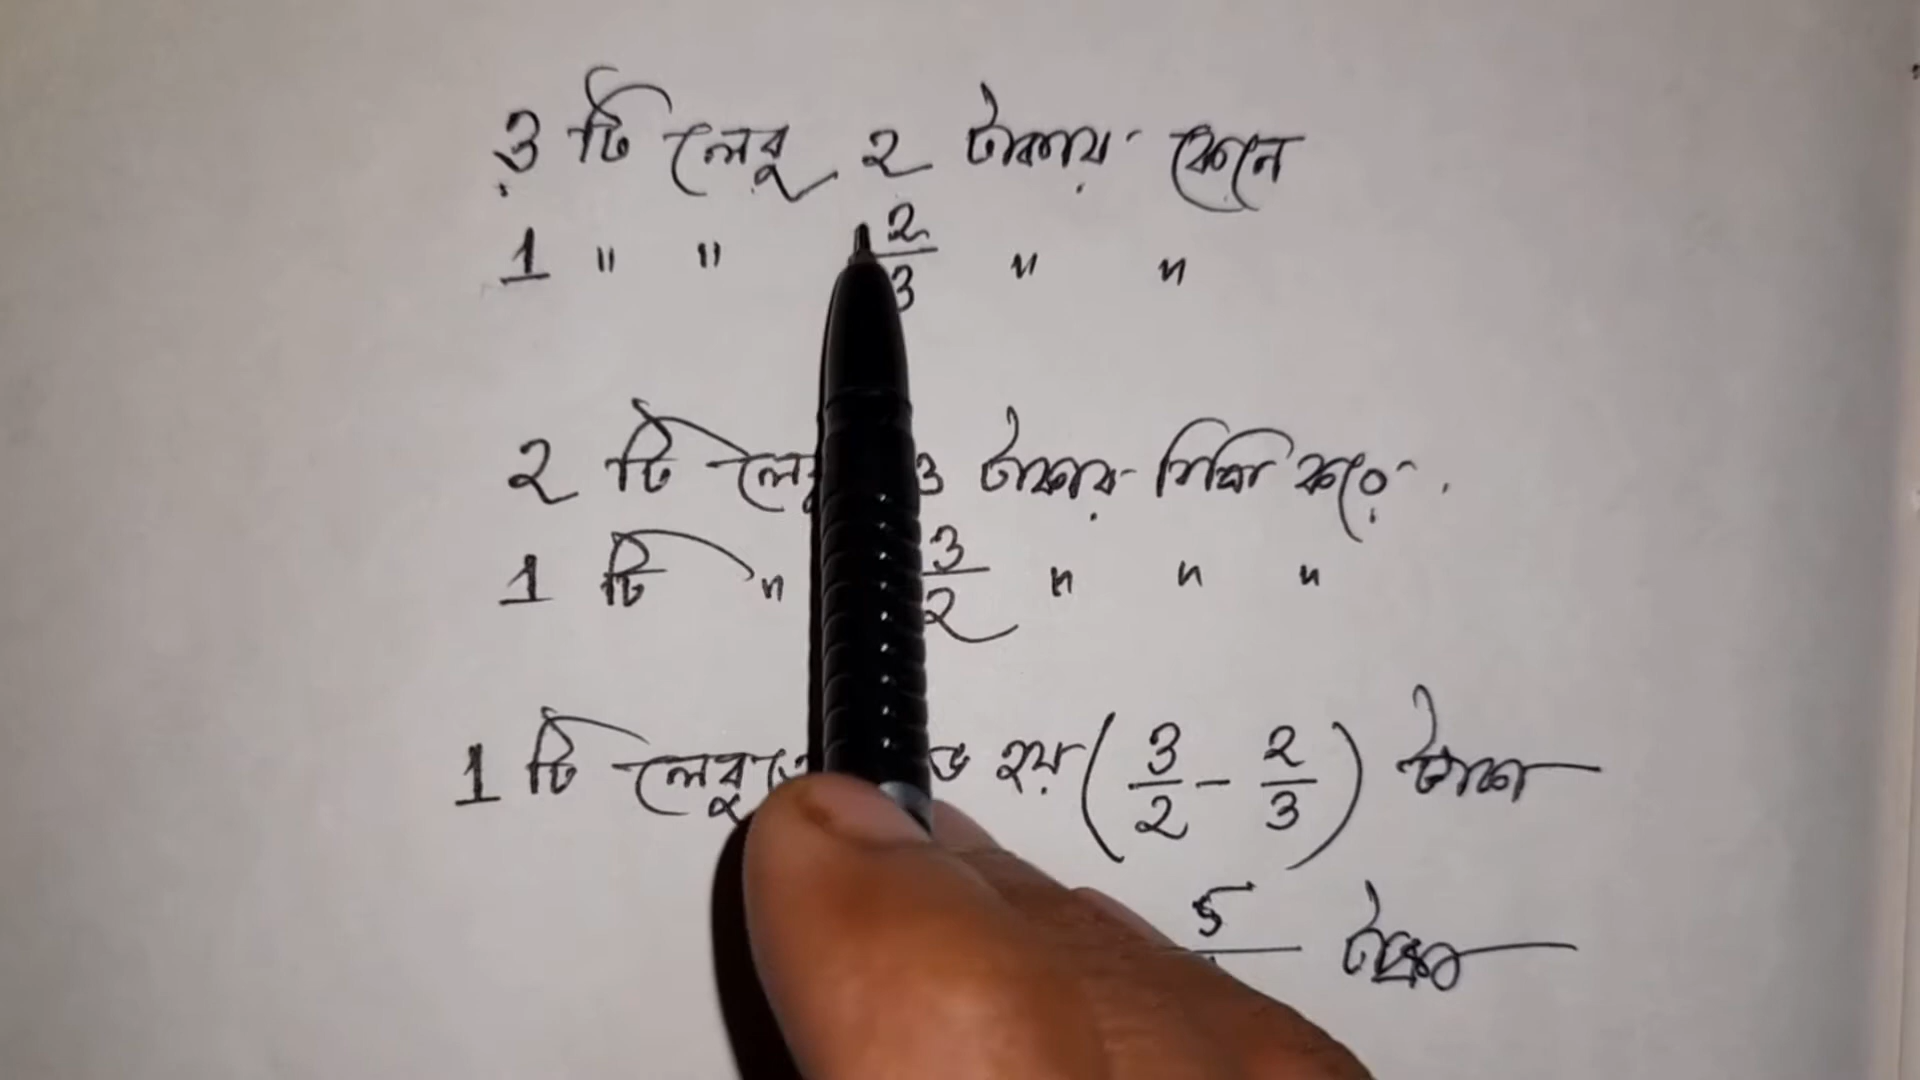 3 টি লেবু 2 টাকায় কেনে
1 " " 2/3 " "
2 টি 3 টাকায় বিক্রি করে
1 টি " 3/2 " " "
1 টি হয় (3/2 - 2/3) টাকা
5 টাকা